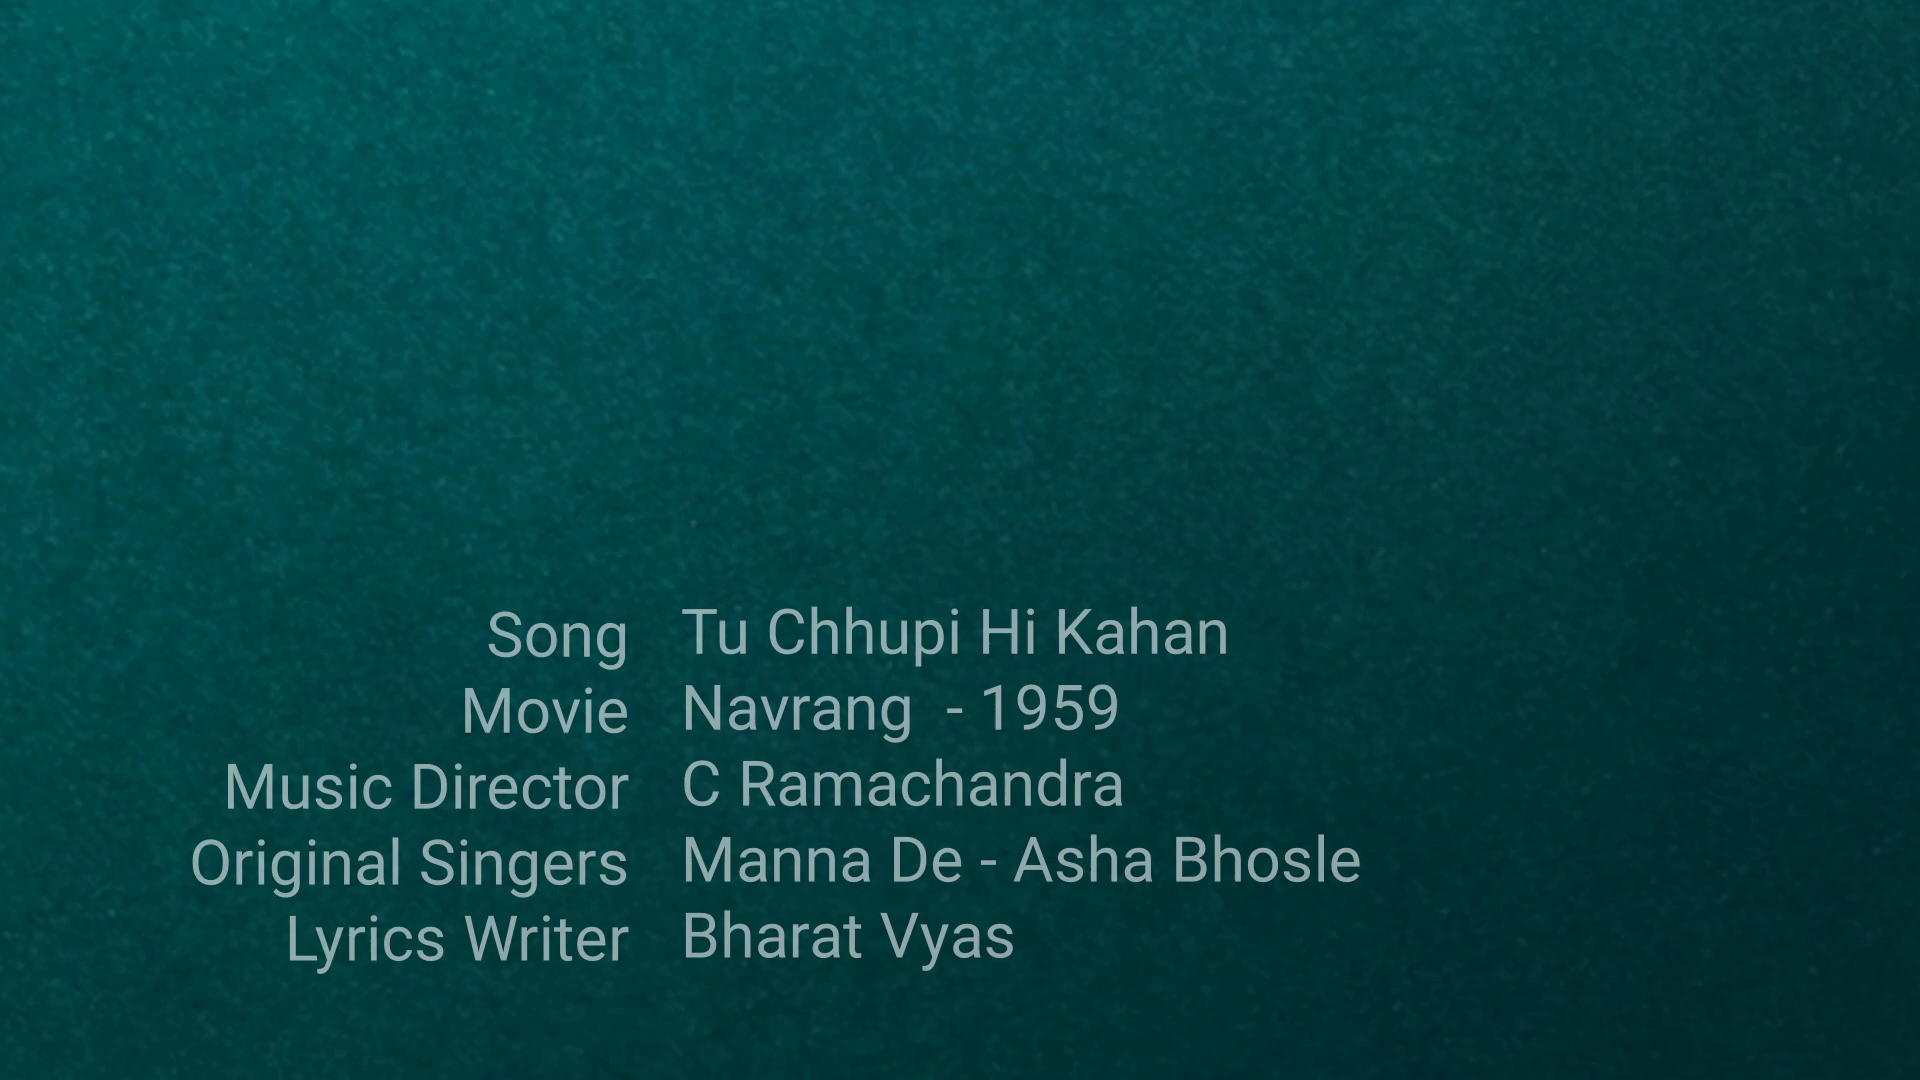 Song Tu Chhupi Hi Kahan
Movie Navrang - 1959
Music Director C Ramachandra
Original Singers Manna De - Asha Bhosle
Lyrics Writer Bharat Vyas